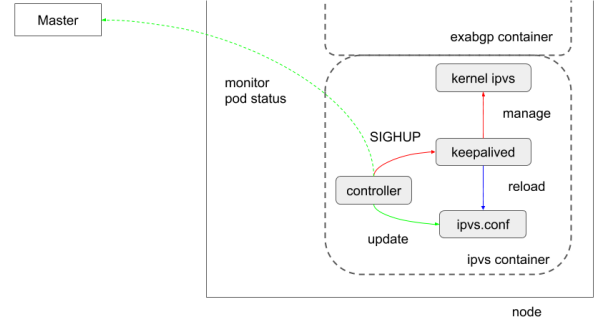 Master
exabgp container
monitor
pod status
kernel ipvs
manage
SIGHUP
keepalived
controller
reload
ipvs.conf
update
ipvs container
node